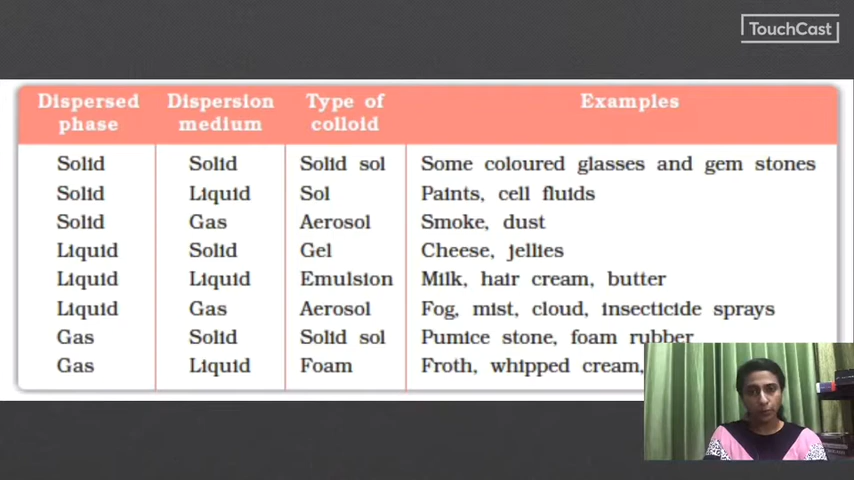 TouchCast
Dispersed phase Dispersion medium Type of colloid Examples
Solid Solid Solid sol Some coloured glasses and gem stones
Solid Liquid Sol Paints, cell fluids
Solid Gas Aerosol Smoke, dust
Liquid Solid Gel Cheese, jellies
Liquid Liquid Emulsion Milk, hair cream, butter
Liquid Gas Aerosol Fog, mist, cloud, insecticide sprays
Gas Solid Solid sol Pumice stone, foam rubber
Gas Liquid Foam Froth, whipped cream,